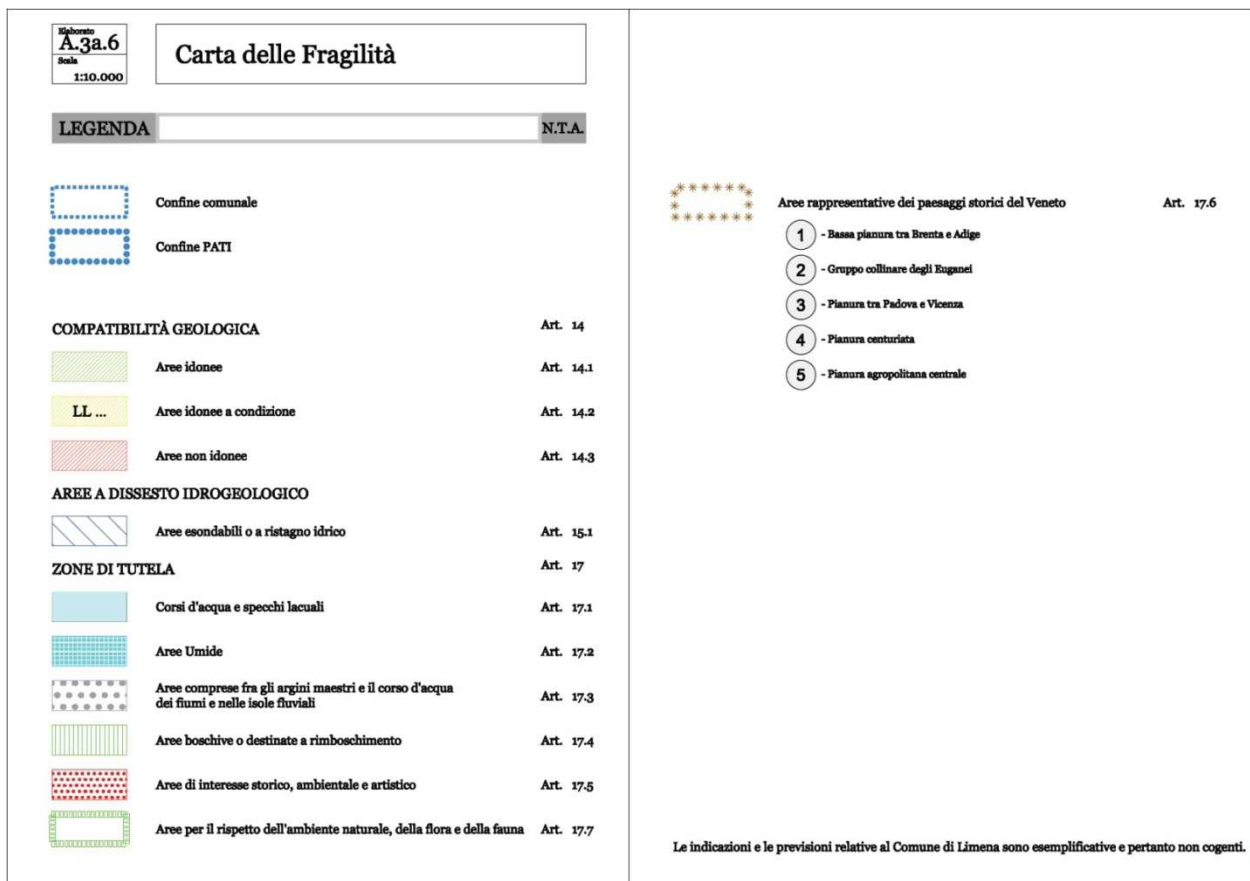 Elaborato
A.3a.6
Scala
1:10.000
Carta delle Fragilità
LEGENDA
N.T.A.
Confine comunale
Confine PATI
COMPATIBILITÀ GEOLOGICA Art. 14
Aree idonee Art. 14.1
LL ... Aree idonee a condizione Art. 14.2
Aree non idonee Art. 14.3
AREE A DISSESTO IDROGEOLOGICO
Aree esondabili o a ristagno idrico Art. 15.1
ZONE DI TUTELA Art. 17
Corsi d'acqua e specchi lacuali Art. 17.1
Aree Umide Art. 17.2
Aree comprese fra gli argini maestri e il corso d'acqua
dei fiumi e nelle isole fluviali Art. 17.3
Aree boschive o destinate a rimboschimento Art. 17.4
Aree di interesse storico, ambientale e artistico Art. 17.5
Aree per il rispetto dell'ambiente naturale, della flora e della fauna Art. 17.7
Aree rappresentative dei paesaggi storici del Veneto Art. 17.6
1 - Bassa pianura tra Brenta e Adige
2 - Gruppo collinare degli Euganei
3 - Pianura tra Padova e Vicenza
4 - Pianura centuriata
5 - Pianura agropolitana centrale
Le indicazioni e le previsioni relative al Comune di Limena sono esemplificative e pertanto non cogenti.